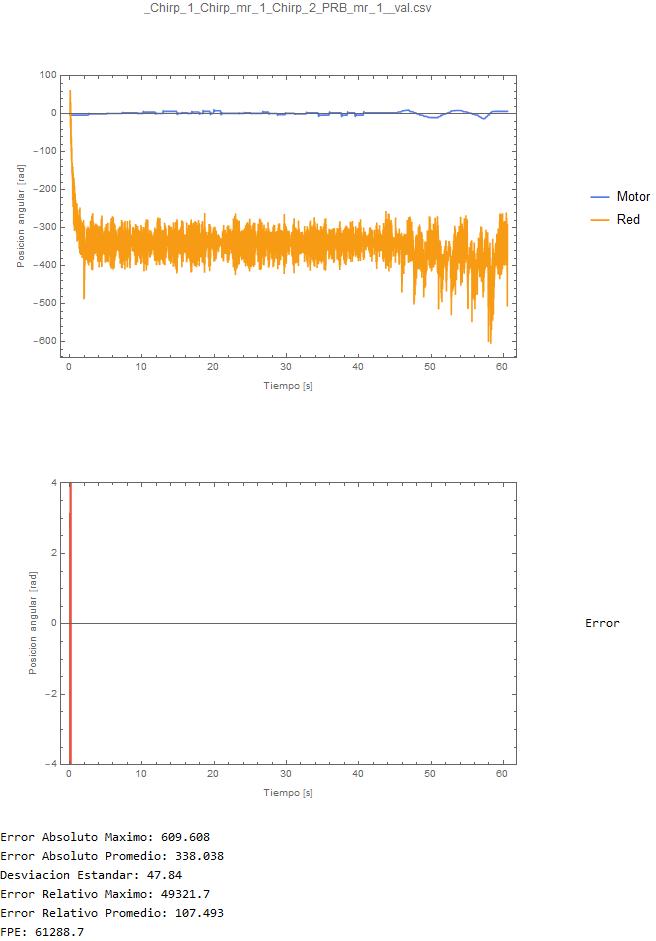 _Chirp_1_Chirp_mr_1_Chirp_2_PRB_mr_1__val.csv
100
0
-100
-200
-300
-400
-500
-600
Posicion angular [rad]
0 10 20 30 40 50 60
Tiempo [s]
Motor
Red
4
2
0
-2
-4
Posicion angular [rad]
0 10 20 30 40 50 60
Tiempo [s]
Error
Error Absoluto Maximo: 609.608
Error Absoluto Promedio: 338.038
Desviacion Estandar: 47.84
Error Relativo Maximo: 49321.7
Error Relativo Promedio: 107.493
FPE: 61288.7